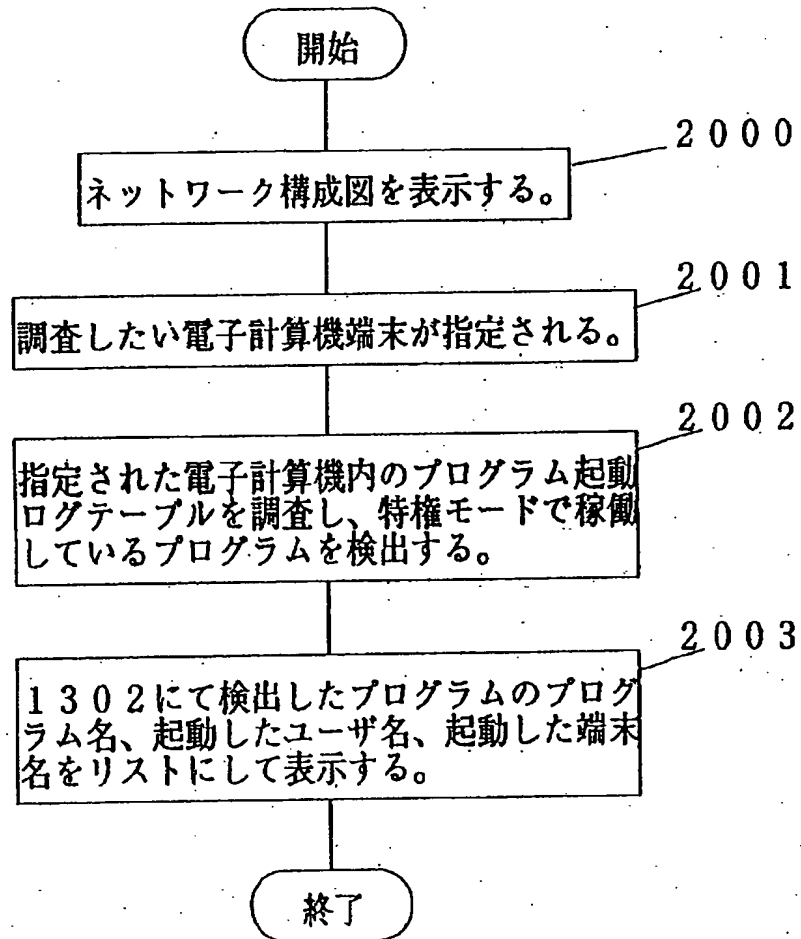 開始
2000
ネットワーク構成図を表示する。
2001
調査したい電子計算機端末が指定される。
2002
指定された電子計算機内のプログラム起動
ログテーブルを調査し、特権モードで稼働
しているプログラムを検出する。
2003
1302にて検出したプログラムのプログ
ラム名、起動したユーザ名、起動した端末
名をリストにして表示する。
終了